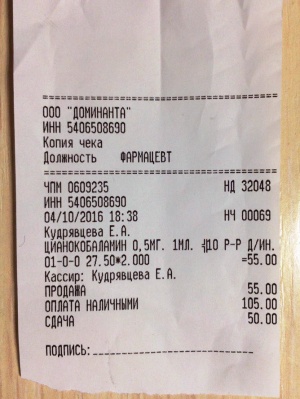 ООО "ДОМИНАНТА"
ИНН 5406508690
Копия чека
Должность ФАРМАЦЕВТ
ЧПМ 0609235 НД 32048
ИНН 5406508690
04/10/2016 18:38 НЧ 00069
Кудрявцева Е.А.
ЦИАНОКОБАЛАМИН 0,5МГ. 1МЛ. Р-Р Д/ИН.
01-0-0 27.50*2.000 =55.00
Кассир: Кудрявцева Е.А.
ПРОДАЖА 55.00
ОПЛАТА НАЛИЧНЫМИ 105.00
СДАЧА 50.00
ПОДПИСЬ: